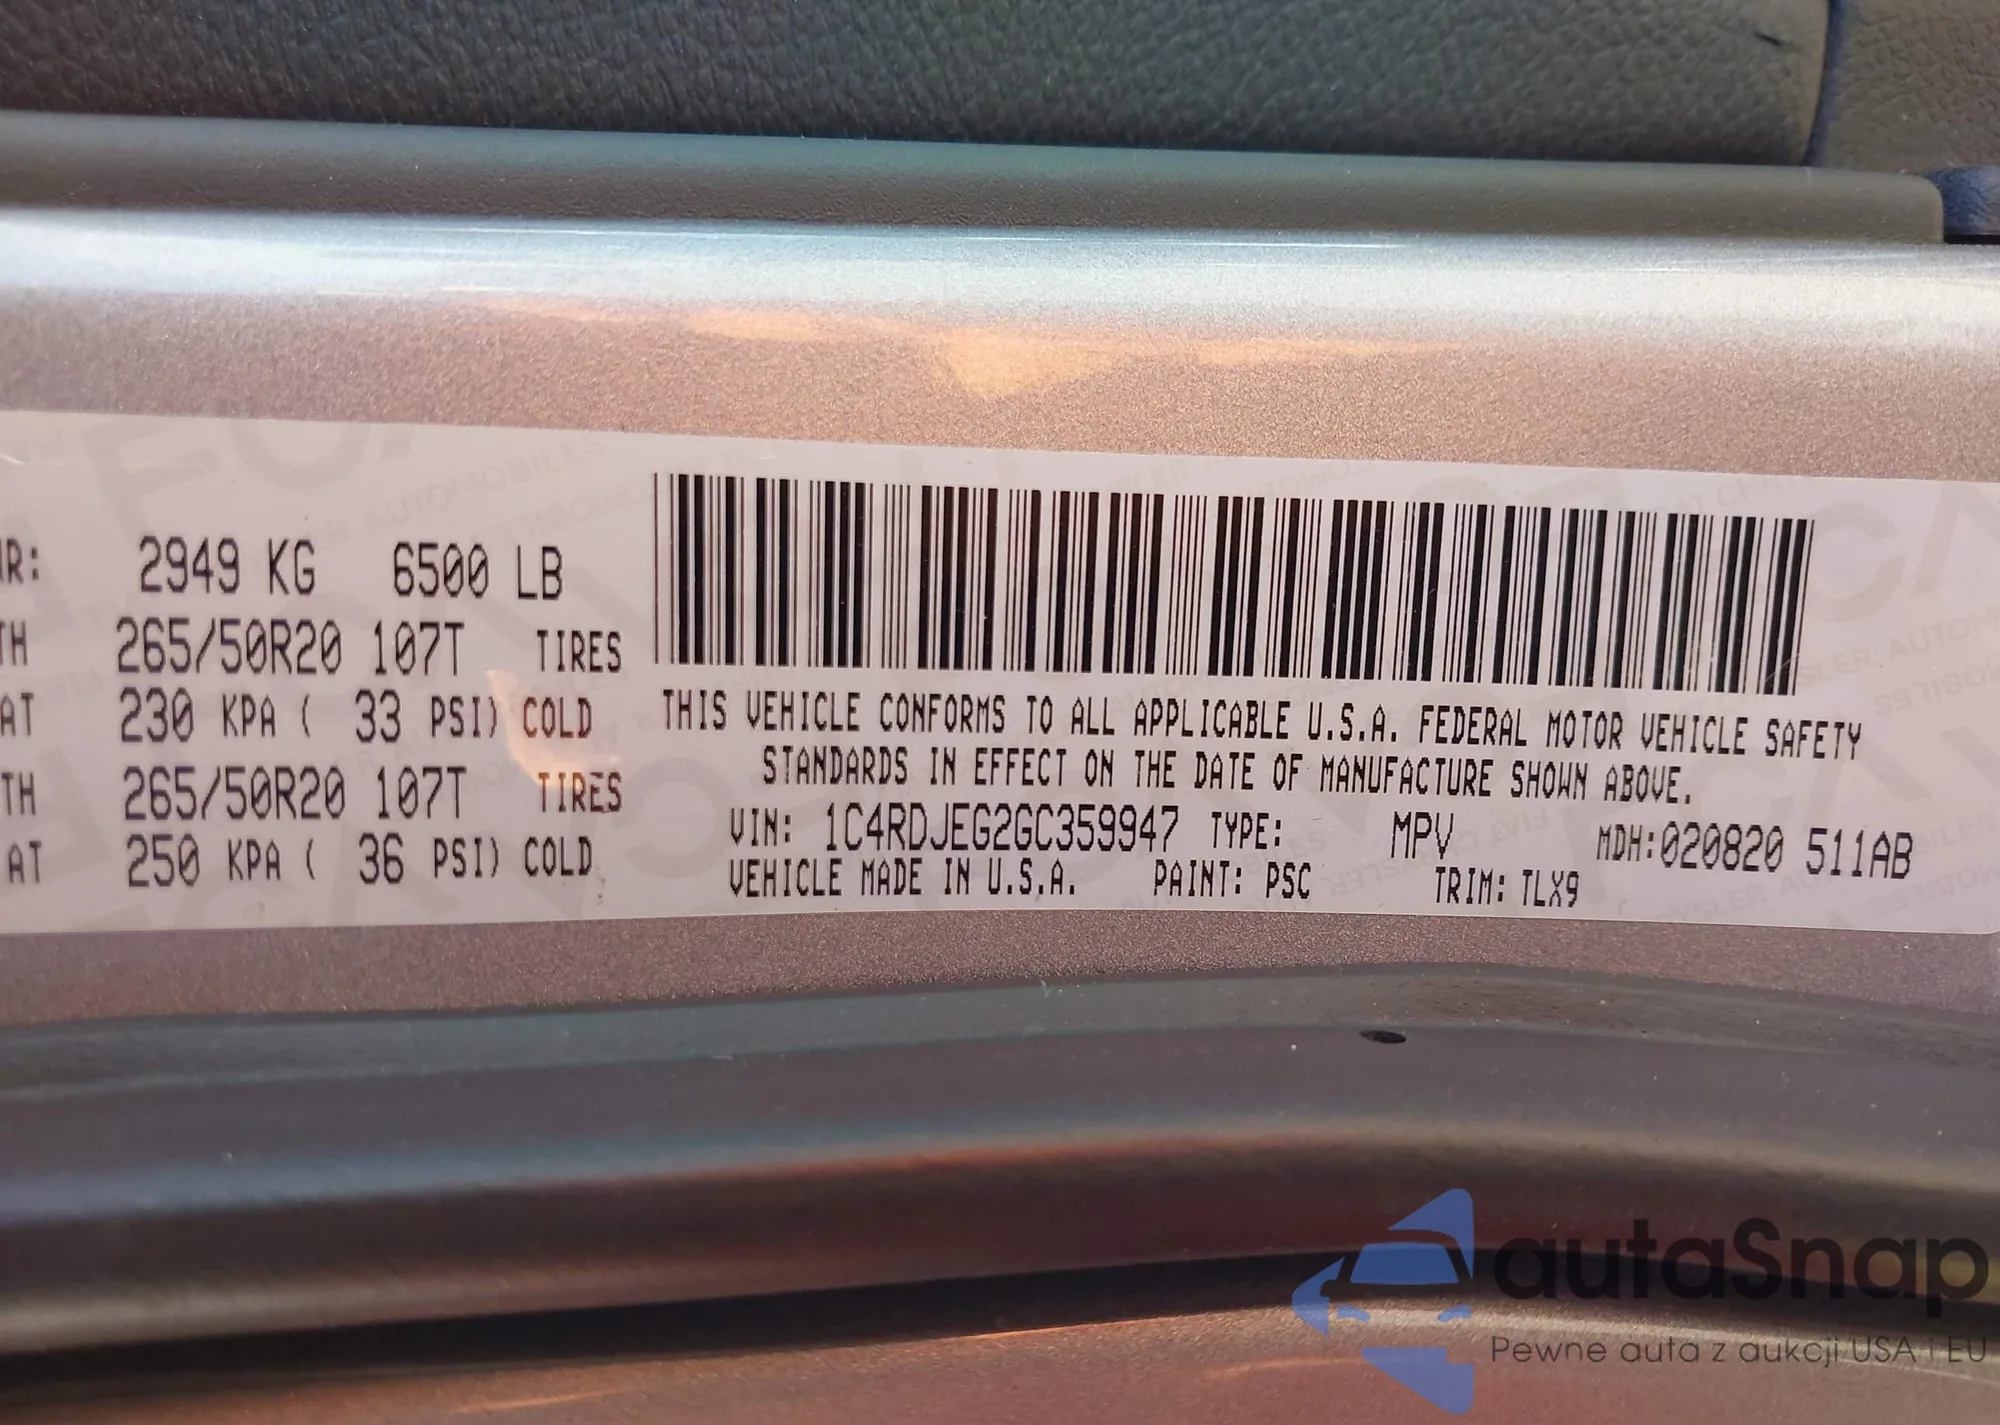 2949 KG 6500 LB
265/50R20 107T TIRES
AT 230 KPA ( 33 PSI) COLD
TH 265/50R20 107T TIRES
AT 250 KPA ( 36 PSI) COLD
THIS VEHICLE CONFORMS TO ALL APPLICABLE U.S.A. FEDERAL MOTOR VEHICLE SAFETY
STANDARDS IN EFFECT ON THE DATE OF MANUFACTURE SHOWN ABOVE.
VIN: 1C4RDJEG2GC359947 TYPE: MPV MDH:020820 511AB
VEHICLE MADE IN U.S.A. PAINT: PSC TRIM: TLX9
autaSnap
Pewne auta z aukcji USA i EU